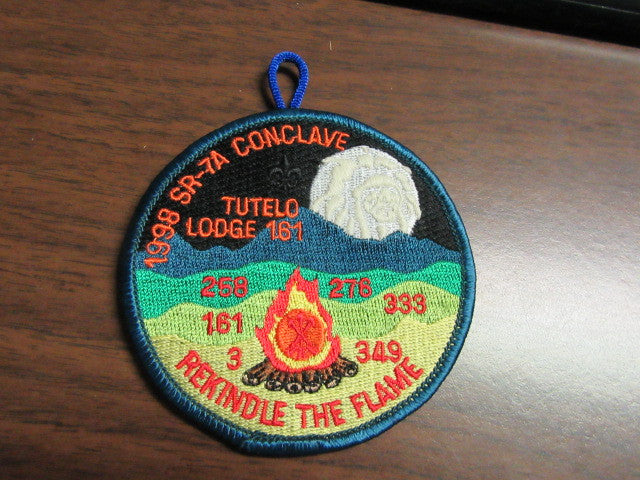 1998 SR-7A CONCLAVE
TUTELO
LODGE 161
258 276
161 333
3 349
REKINDLE THE FLAME